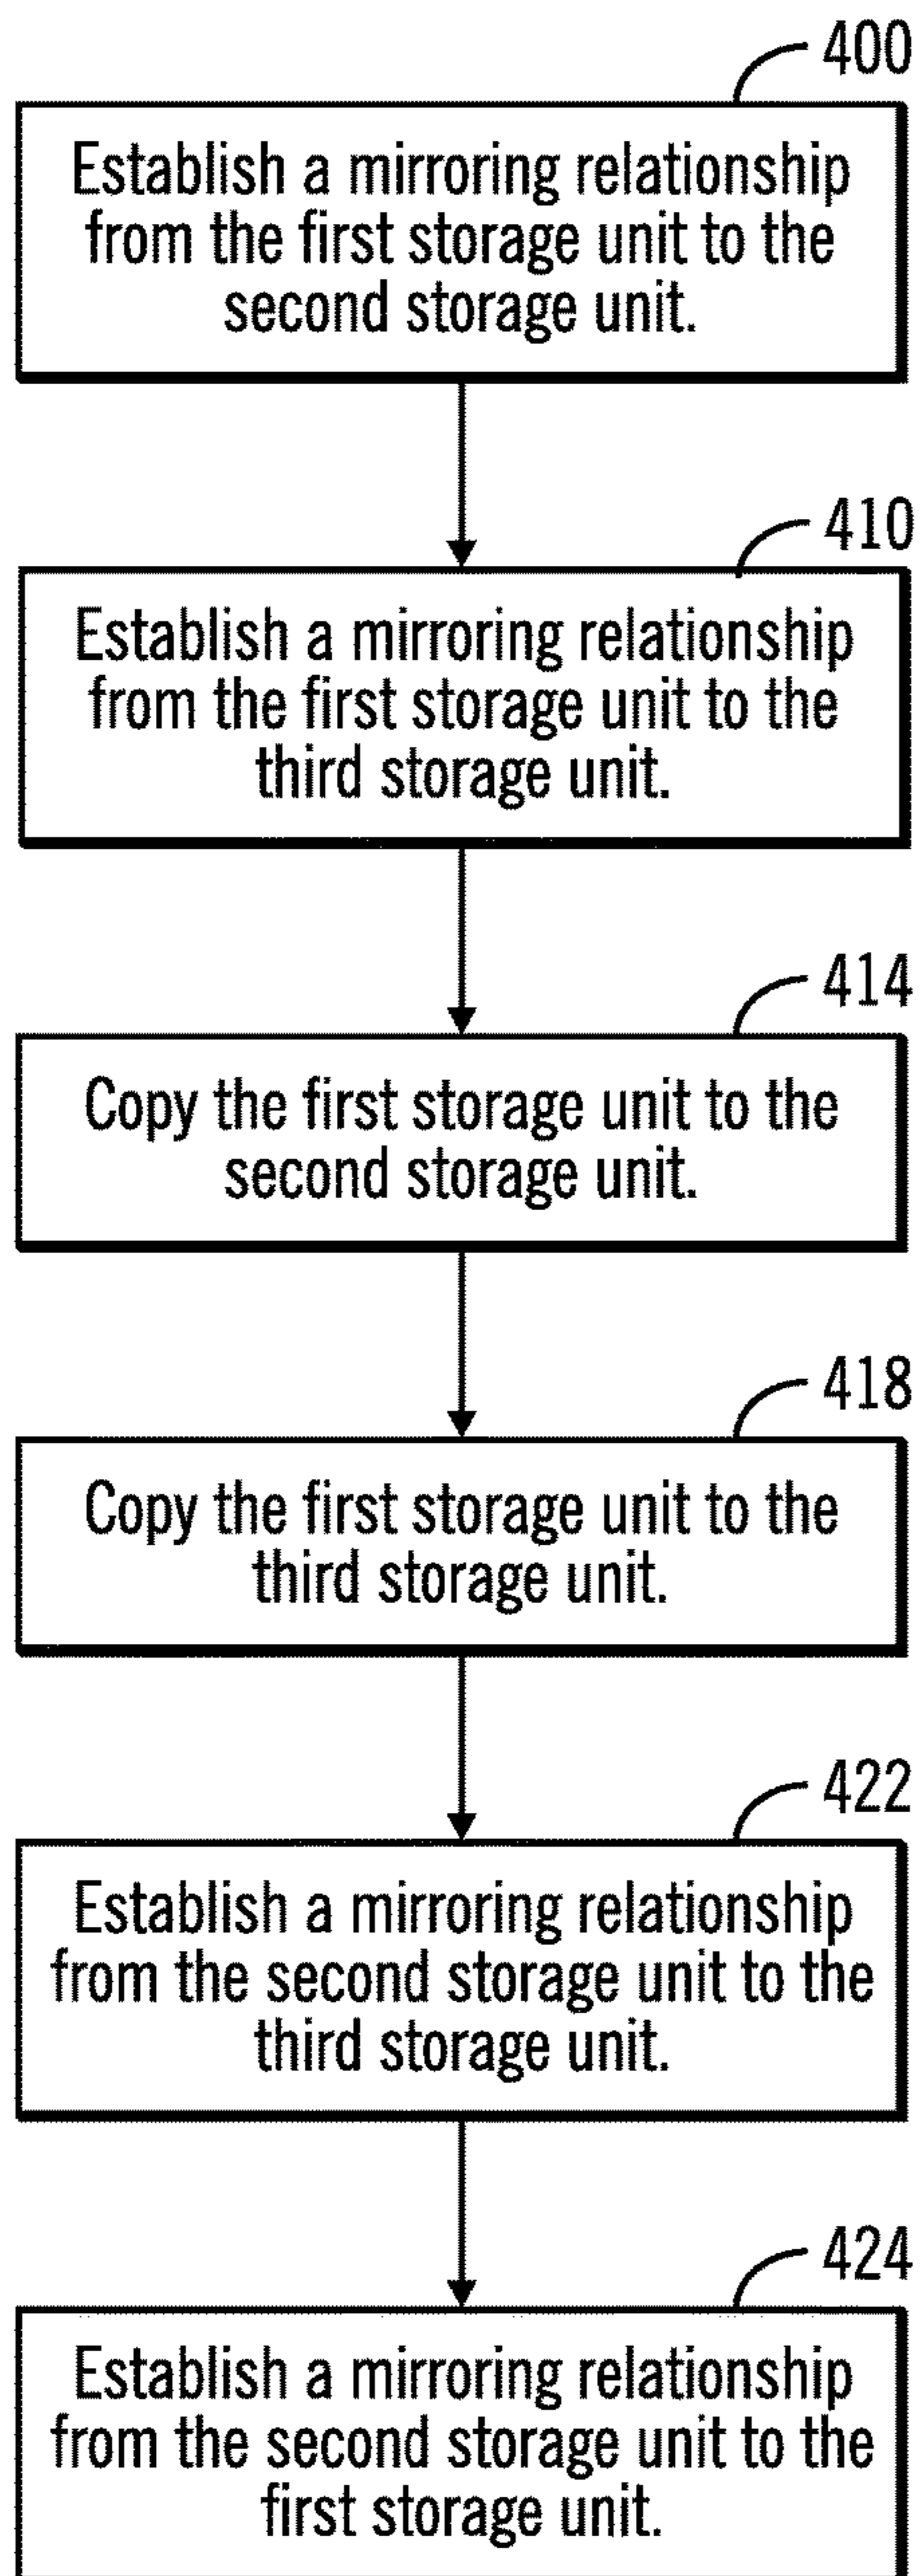 400
Establish a mirroring relationship
from the first storage unit to the
second storage unit.
410
Establish a mirroring relationship
from the first storage unit to the
third storage unit.
414
Copy the first storage unit to the
second storage unit.
418
Copy the first storage unit to the
third storage unit.
422
Establish a mirroring relationship
from the second storage unit to the
third storage unit.
424
Establish a mirroring relationship
from the second storage unit to the
first storage unit.